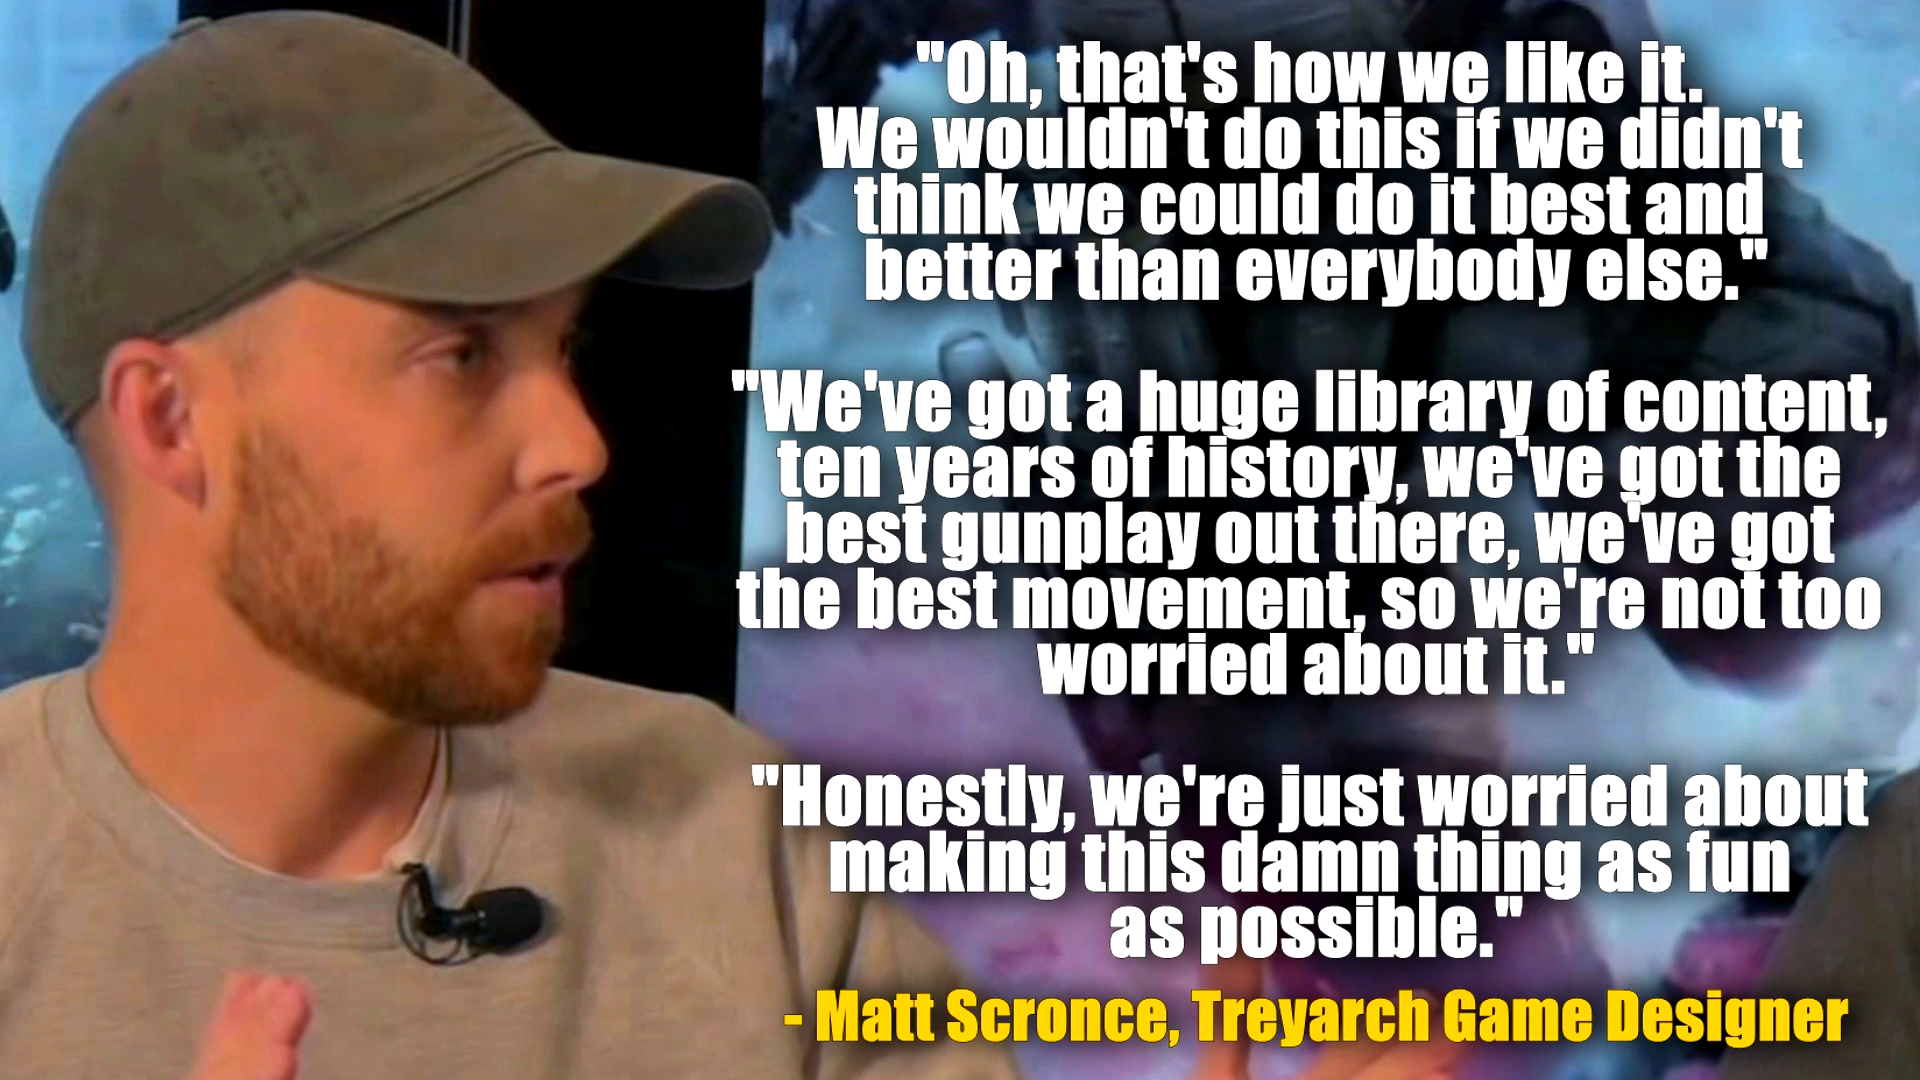 "Oh, that's how we like it.
We wouldn't do this if we didn't
think we could do it best and
better than everybody else."
"We've got a huge library of content,
ten years of history, we've got the
best gunplay out there, we've got
the best movement, so we're not too
worried about it."
"Honestly, we're just worried about
making this damn thing as fun
as possible."
- Matt Scronce, Treyarch Game Designer